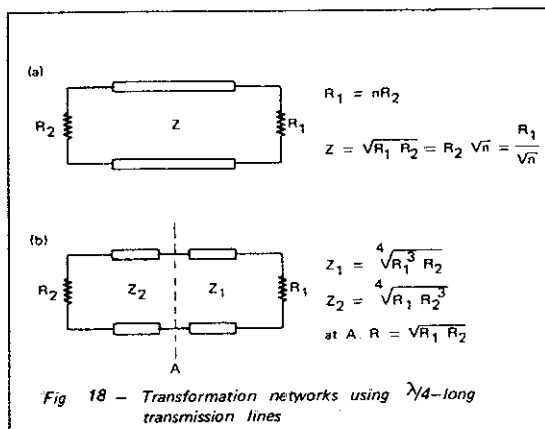 (a)
R₂
Z
R₁
R₁ = nR₂
Z = √R₁ R₂ = R₂ √n = R₁/√n
(b)
R₂
Z₂
Z₁
R₁
A
Z₁ = ⁴√R₁³ R₂
Z₂ = ⁴√R₁ R₂³
at A. R = √R₁ R₂
Fig 18 – Transformation networks using λ/4-long
transmission lines